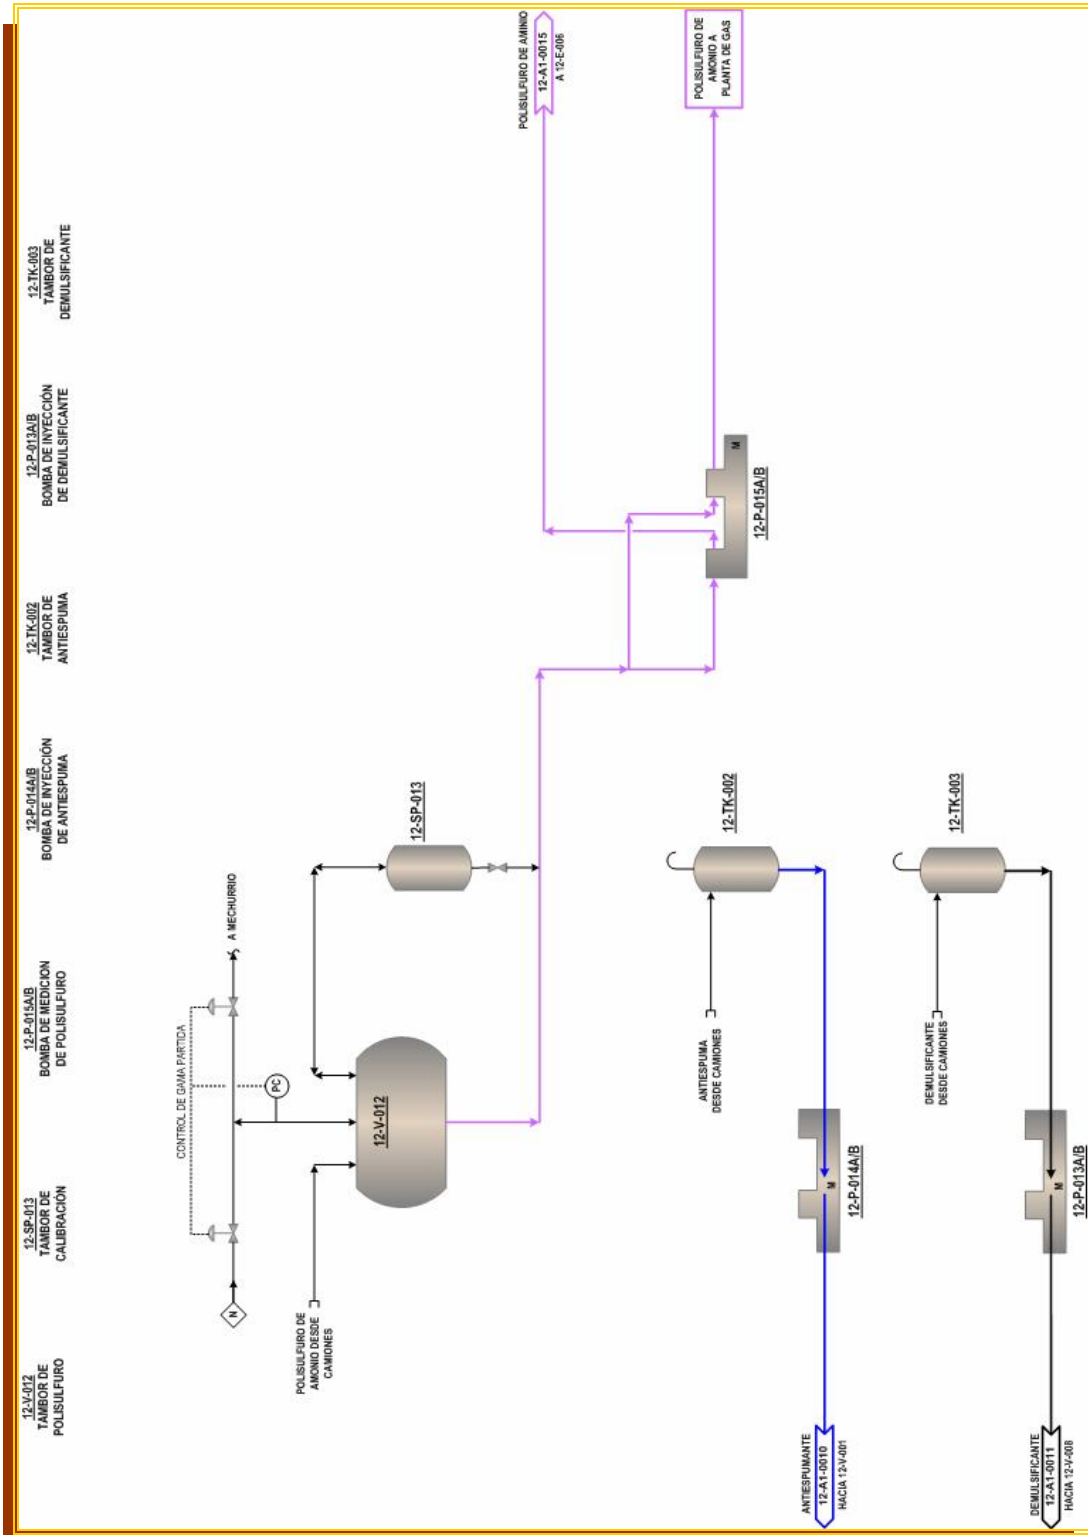 12-V-012
TAMBOR DE
POLISULFURO
12-SP-013
TAMBOR DE
CALIBRACIÓN
12-P-015A/B
BOMBA DE MEDICION
DE POLISULFURO
12-P-014A/B
BOMBA DE INYECCIÓN
DE ANTIESPUMA
12-TK-002
TAMBOR DE
ANTIESPUMA
12-P-013A/B
BOMBA DE INYECCIÓN
DE DEMULSIFICANTE
12-TK-003
TAMBOR DE
DEMULSIFICANTE
CONTROL DE GAMA PARTIDA
N
A MECHURRIO
PC
POLISULFURO DE
AMONIO DESDE
CAMIONES
12-V-012
12-SP-013
POLISULFURO DE AMINIO
12-A1-0015
A 12-E-006
POLISULFURO DE
AMONIO A
PLANTA DE GAS
M
12-P-015A/B
ANTIESPUMA
DESDE CAMIONES
12-TK-002
ANTIESPUMANTE
12-A1-0010
HACIA 12-V-001
M
12-P-014A/B
DEMULSIFICANTE
DESDE CAMIONES
12-TK-003
DEMULSIFICANTE
12-A1-0011
HACIA 12-V-008
M
12-P-013A/B